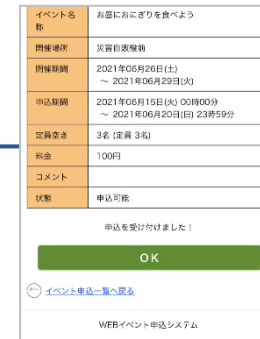 イベント名
称
お昼におにぎりを食べよう
開催場所
災害自販機前
開催期間
2021年06月26日(土)
～ 2021年06月29日(火)
申込期間
2021年06月15日(火) 00時00分
～ 2021年06月20日(日) 23時59分
定員空き
3名 (定員 3名)
料金
100円
コメント
状態
申込可能
申込を受け付けました！
OK
イベント申込一覧へ戻る
WEBイベント申込システム